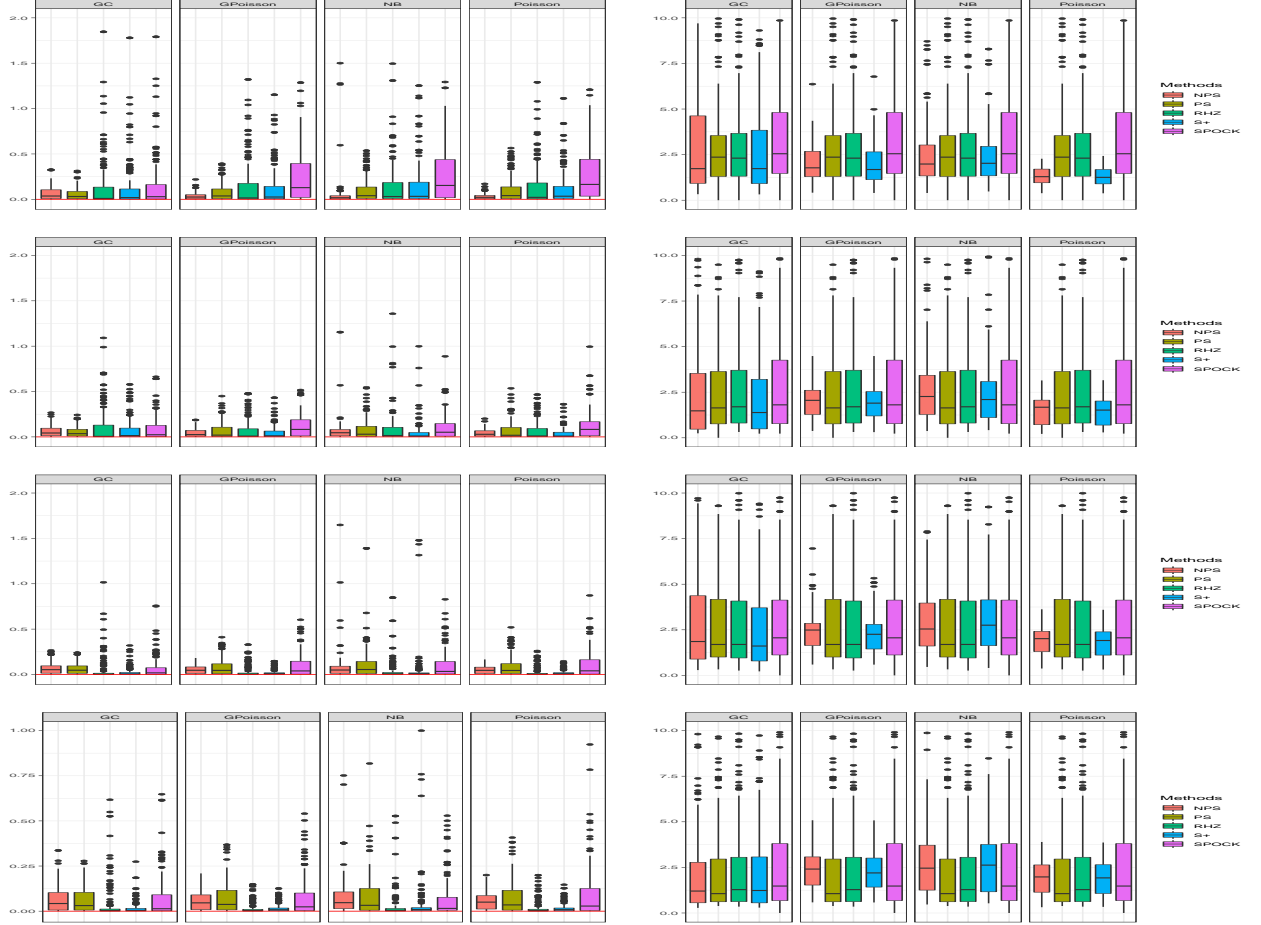 GC GPoisson NB Poisson
2.0
1.5
1.0
0.5
0.0
GC GPoisson NB Poisson
10.0
7.5
5.0
2.5
0.0
Methods
NPS
PS
RHZ
S+
SPOCK
GC GPoisson NB Poisson
2.0
1.5
1.0
0.5
0.0
GC GPoisson NB Poisson
10.0
7.5
5.0
2.5
0.0
Methods
NPS
PS
RHZ
S+
SPOCK
GC GPoisson NB Poisson
2.0
1.5
1.0
0.5
0.0
GC GPoisson NB Poisson
10.0
7.5
5.0
2.5
0.0
Methods
NPS
PS
RHZ
S+
SPOCK
GC GPoisson NB Poisson
1.00
0.75
0.50
0.25
0.00
GC GPoisson NB Poisson
10.0
7.5
5.0
2.5
0.0
Methods
NPS
PS
RHZ
S+
SPOCK